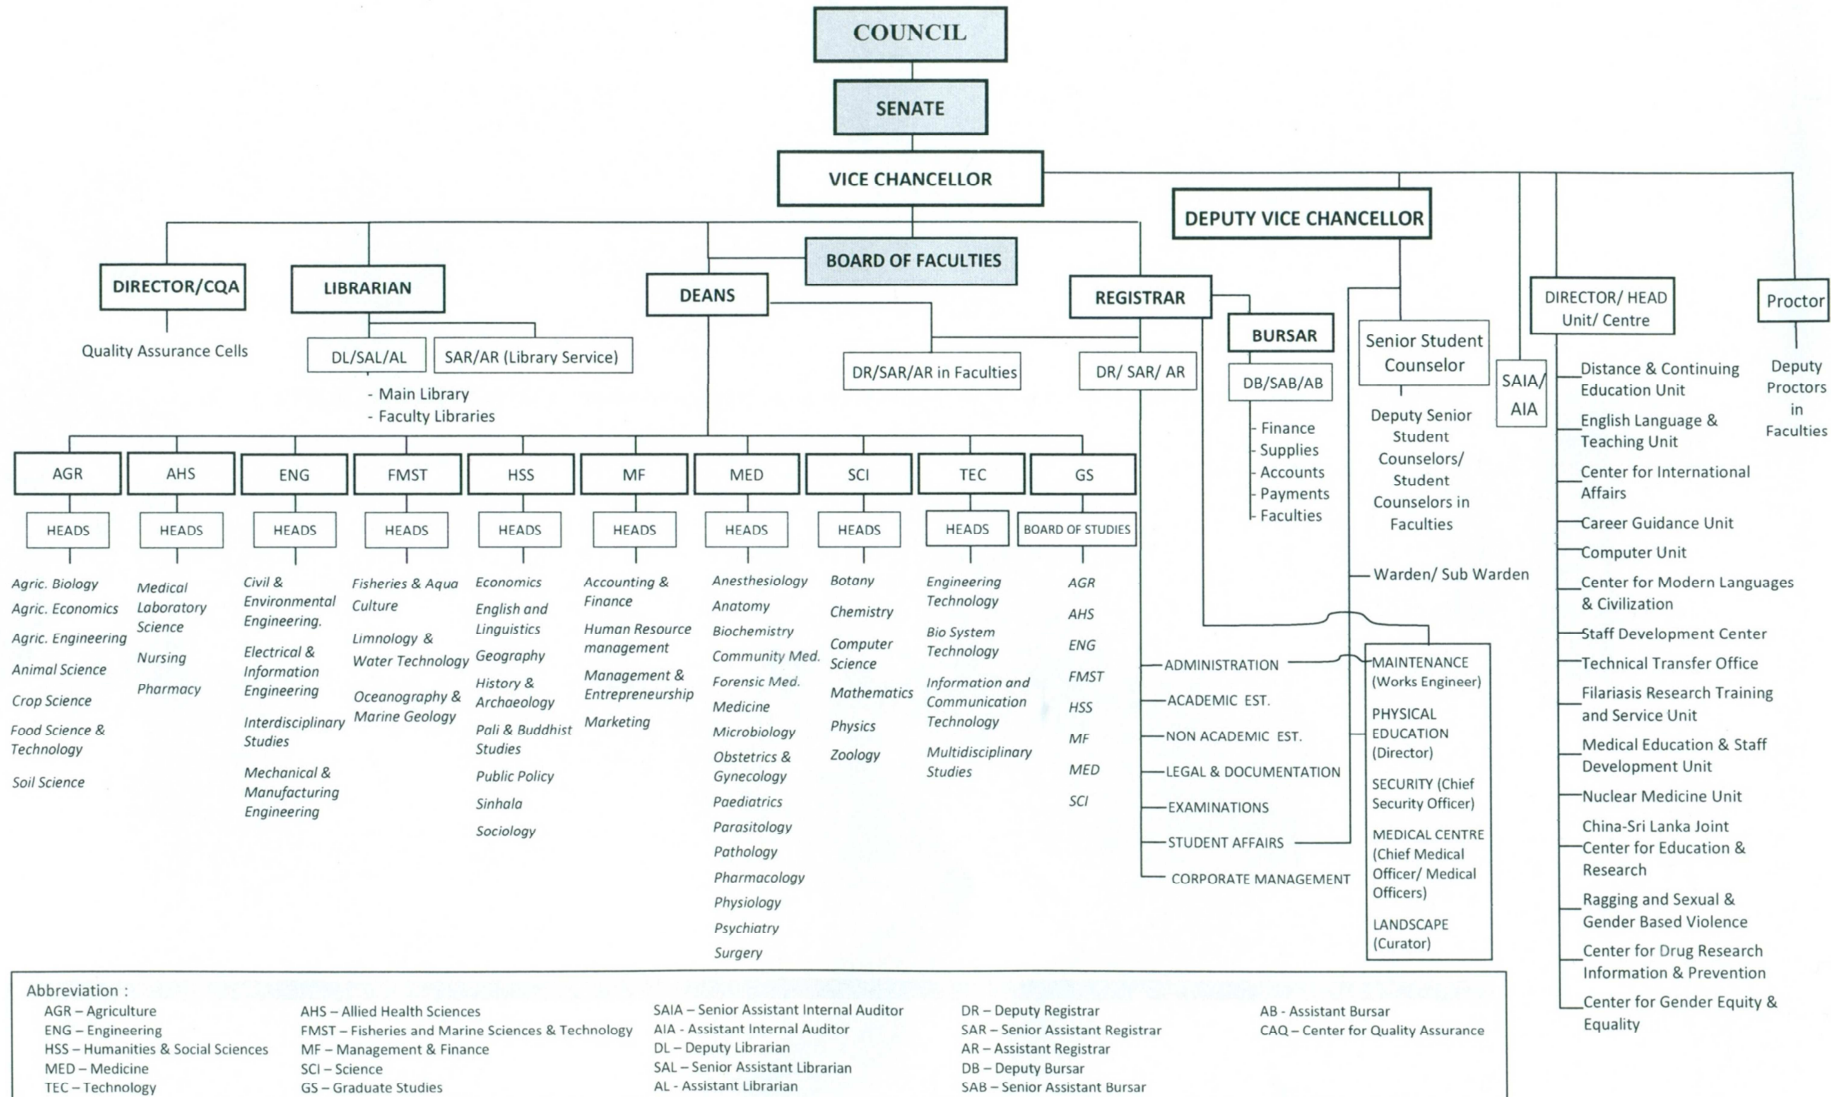 COUNCIL
SENATE
VICE CHANCELLOR
DEPUTY VICE CHANCELLOR
BOARD OF FACULTIES
DIRECTOR/CQA
Quality Assurance Cells
LIBRARIAN
DL/SAL/AL
SAR/AR (Library Service)
- Main Library
- Faculty Libraries
DEANS
DR/SAR/AR in Faculties
REGISTRAR
DR/ SAR/ AR
BURSAR
DB/SAB/AB
- Finance
- Supplies
- Accounts
- Payments
- Faculties
Senior Student
Counselor
Deputy Senior
Student
Counselors/
Student
Counselors in
Faculties
Warden/ Sub Warden
SAIA/
AIA
DIRECTOR/ HEAD
Unit/ Centre
Distance & Continuing
Education Unit
English Language &
Teaching Unit
Center for International
Affairs
Career Guidance Unit
Computer Unit
Center for Modern Languages
& Civilization
Staff Development Center
Technical Transfer Office
Filariasis Research Training
and Service Unit
Medical Education & Staff
Development Unit
Nuclear Medicine Unit
China-Sri Lanka Joint
Center for Education &
Research
Ragging and Sexual &
Gender Based Violence
Center for Drug Research
Information & Prevention
Center for Gender Equity &
Equality
Proctor
Deputy
Proctors
in
Faculties
AGR
HEADS
Agric. Biology
Agric. Economics
Agric. Engineering
Animal Science
Crop Science
Food Science &
Technology
Soil Science
AHS
HEADS
Medical
Laboratory
Science
Nursing
Pharmacy
ENG
HEADS
Civil &
Environmental
Engineering.
Electrical &
Information
Engineering
Interdisciplinary
Studies
Mechanical &
Manufacturing
Engineering
FMST
HEADS
Fisheries & Aqua
Culture
Limnology &
Water Technology
Oceanography &
Marine Geology
HSS
HEADS
Economics
English and
Linguistics
Geography
History &
Archaeology
Pali & Buddhist
Studies
Public Policy
Sinhala
Sociology
MF
HEADS
Accounting &
Finance
Human Resource
management
Management &
Entrepreneurship
Marketing
MED
HEADS
Anesthesiology
Anatomy
Biochemistry
Community Med.
Forensic Med.
Medicine
Microbiology
Obstetrics &
Gynecology
Paediatrics
Parasitology
Pathology
Pharmacology
Physiology
Psychiatry
Surgery
SCI
HEADS
Botany
Chemistry
Computer
Science
Mathematics
Physics
Zoology
TEC
HEADS
Engineering
Technology
Bio System
Technology
Information and
Communication
Technology
Multidisciplinary
Studies
GS
BOARD OF STUDIES
AGR
AHS
ENG
FMST
HSS
MF
MED
SCI
ADMINISTRATION
ACADEMIC EST.
NON ACADEMIC EST.
LEGAL & DOCUMENTATION
EXAMINATIONS
STUDENT AFFAIRS
CORPORATE MANAGEMENT
MAINTENANCE
(Works Engineer)
PHYSICAL
EDUCATION
(Director)
SECURITY (Chief
Security Officer)
MEDICAL CENTRE
(Chief Medical
Officer/ Medical
Officers)
LANDSCAPE
(Curator)
Abbreviation :
AGR – Agriculture
ENG – Engineering
HSS – Humanities & Social Sciences
MED – Medicine
TEC – Technology
AHS – Allied Health Sciences
FMST – Fisheries and Marine Sciences & Technology
MF – Management & Finance
SCI – Science
GS – Graduate Studies
SAIA – Senior Assistant Internal Auditor
AIA - Assistant Internal Auditor
DL – Deputy Librarian
SAL – Senior Assistant Librarian
AL - Assistant Librarian
DR – Deputy Registrar
SAR – Senior Assistant Registrar
AR – Assistant Registrar
DB – Deputy Bursar
SAB – Senior Assistant Bursar
AB - Assistant Bursar
CAQ – Center for Quality Assurance